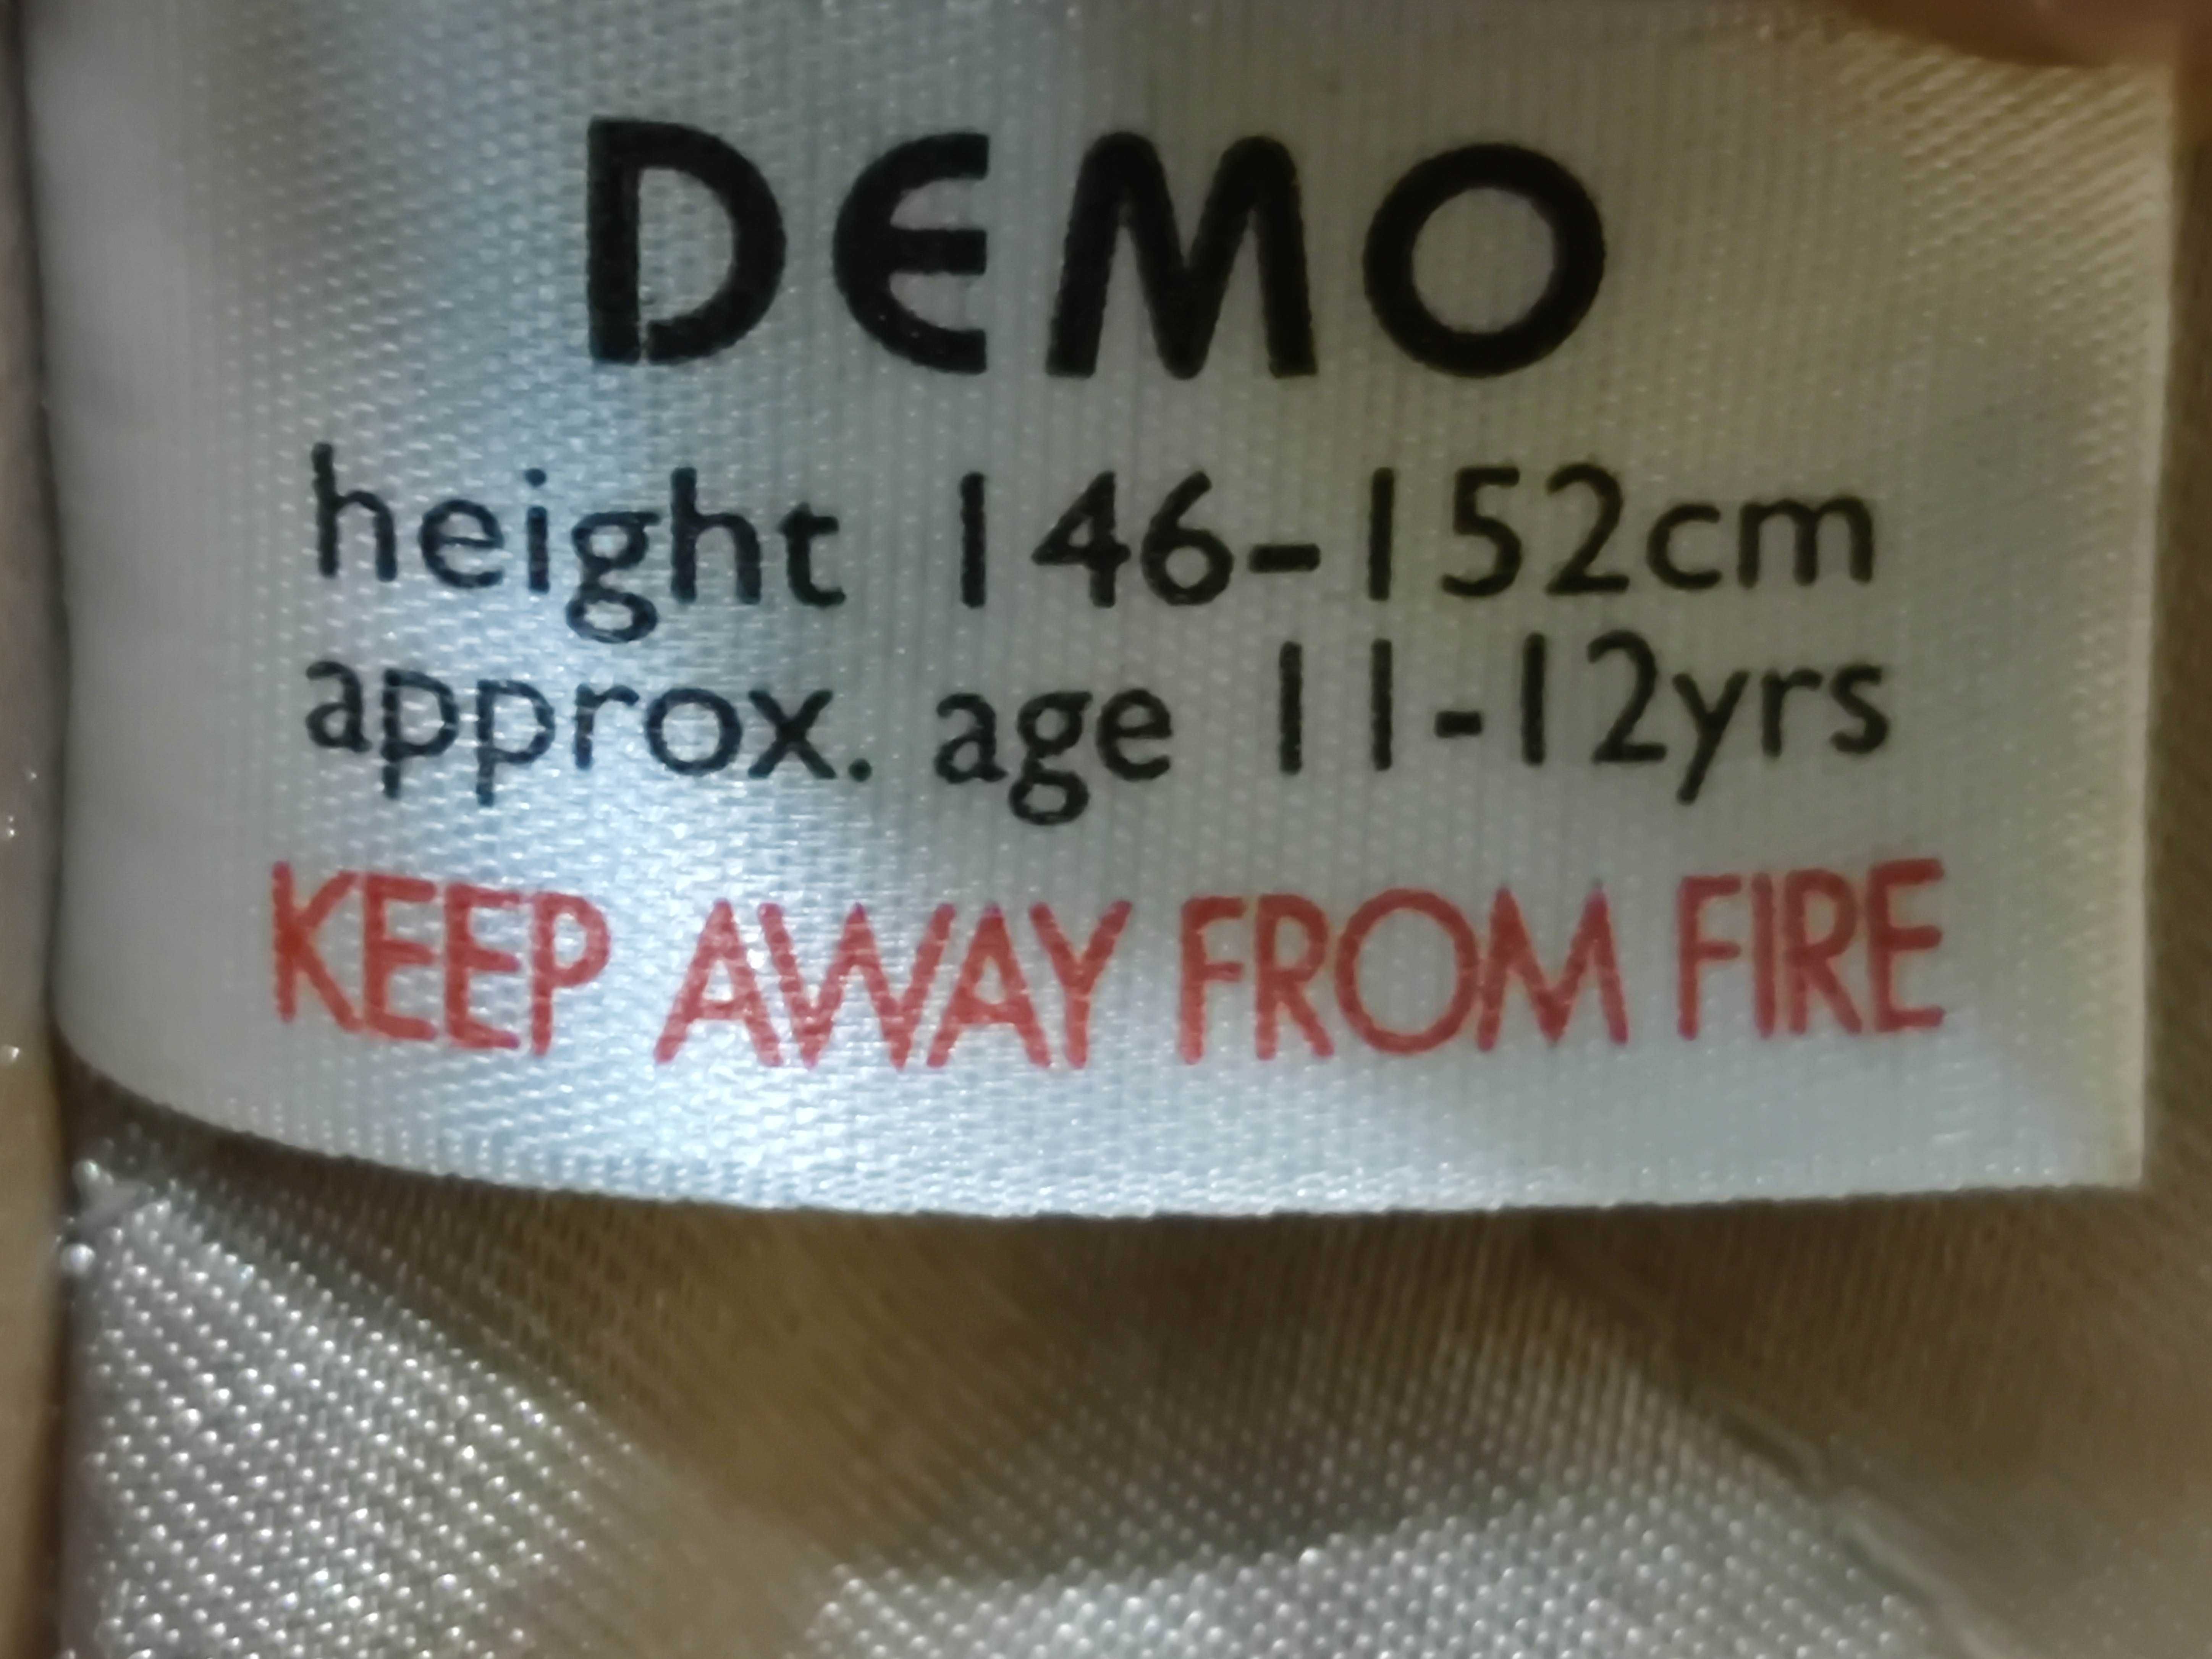 DEMO
height 146-152cm
approx. age 11-12yrs
KEEP AWAY FROM FIRE